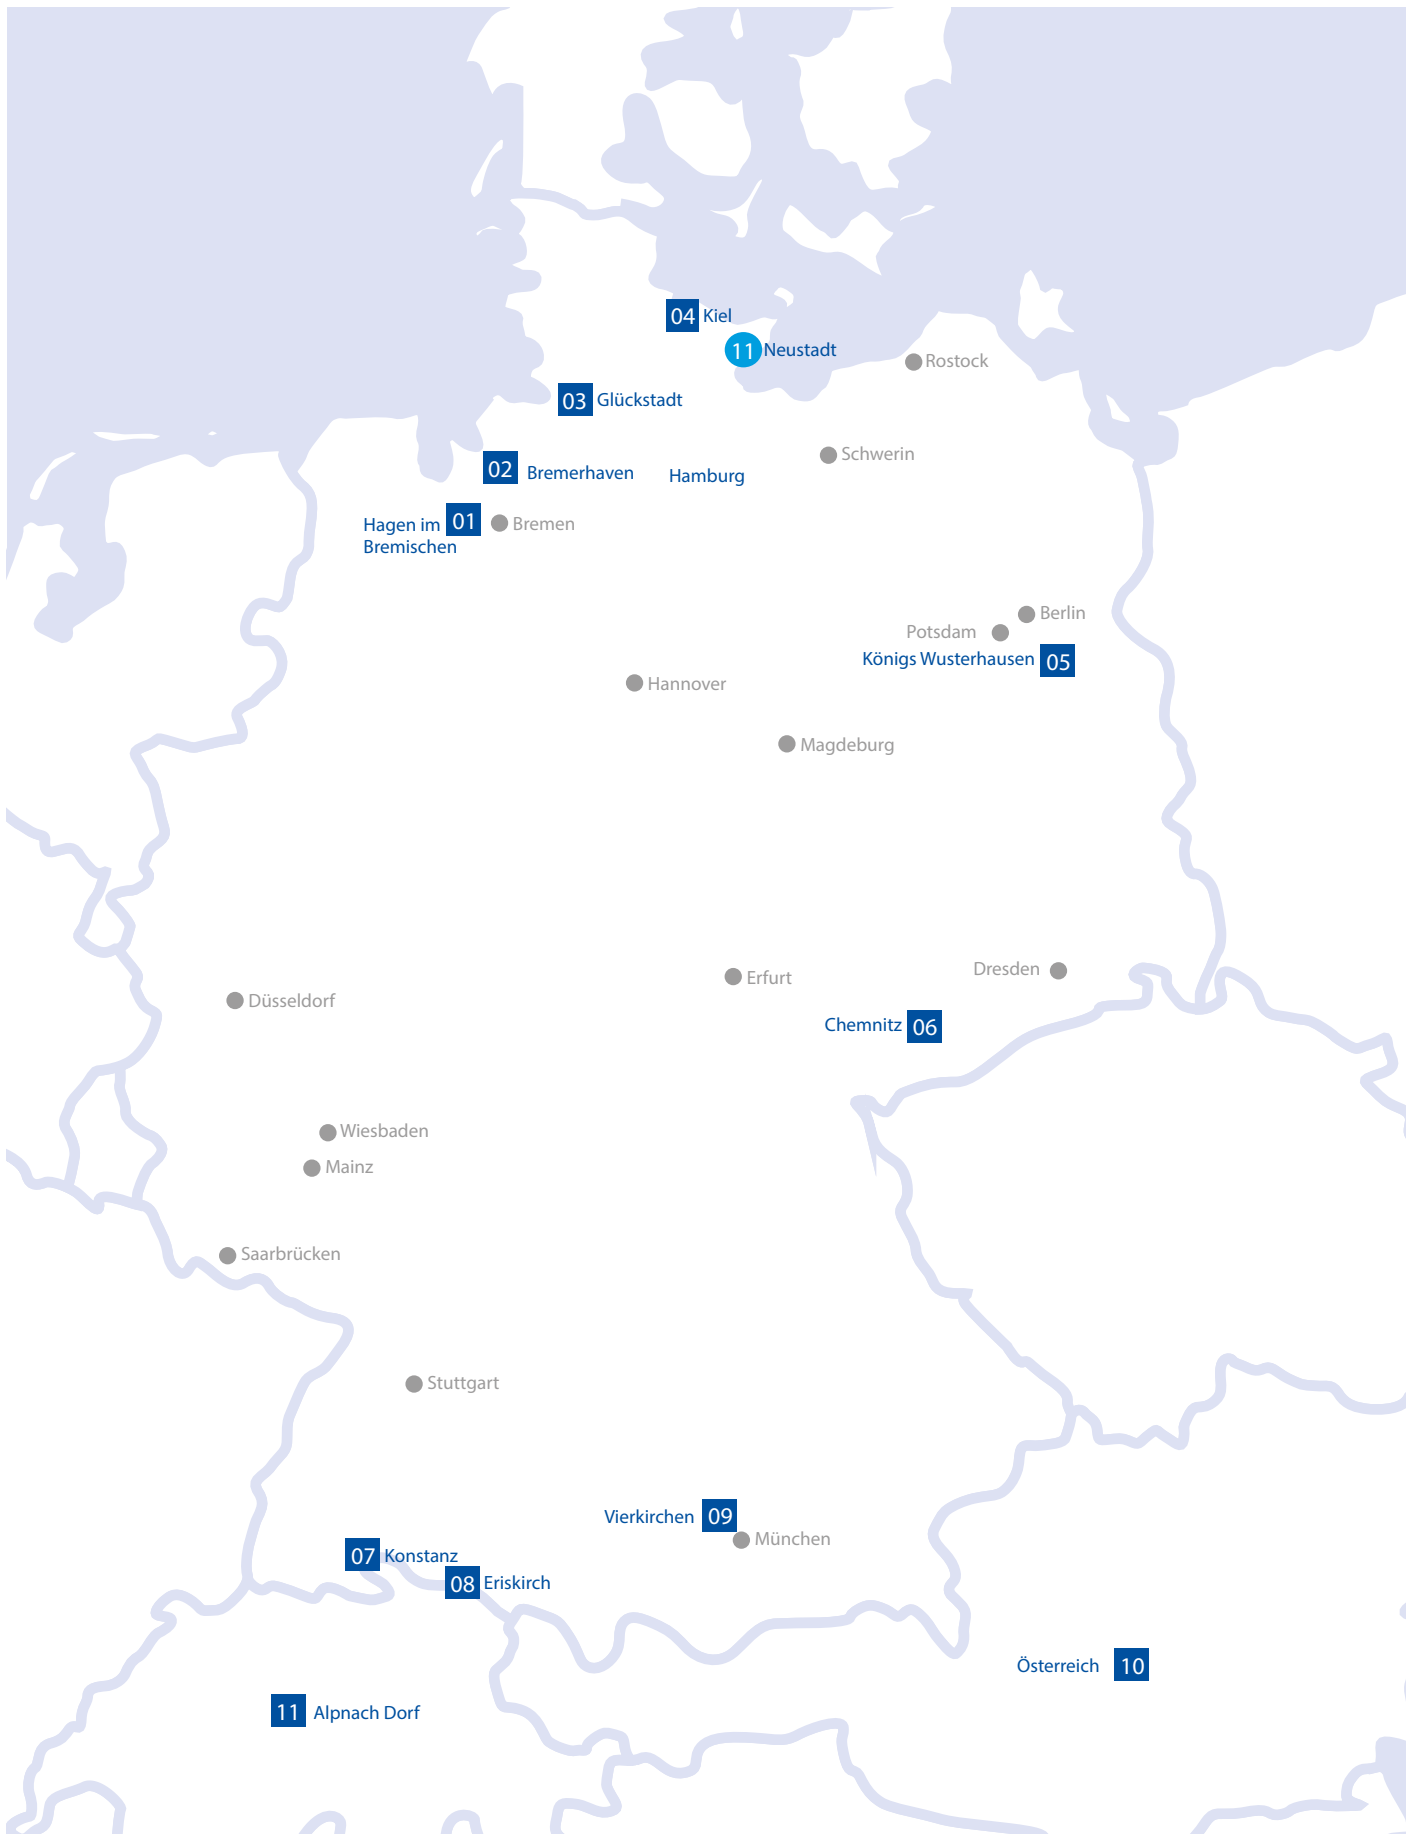 04 Kiel
11 Neustadt
Rostock
03 Glückstadt
Schwerin
02 Bremerhaven
Hamburg
Hagen im
Bremischen
01
Bremen
Berlin
Potsdam
Königs Wusterhausen 05
Hannover
Magdeburg
Erfurt
Dresden
Düsseldorf
Chemnitz 06
Wiesbaden
Mainz
Saarbrücken
Stuttgart
Vierkirchen 09
München
07 Konstanz
08 Eriskirch
Österreich 10
11 Alpnach Dorf